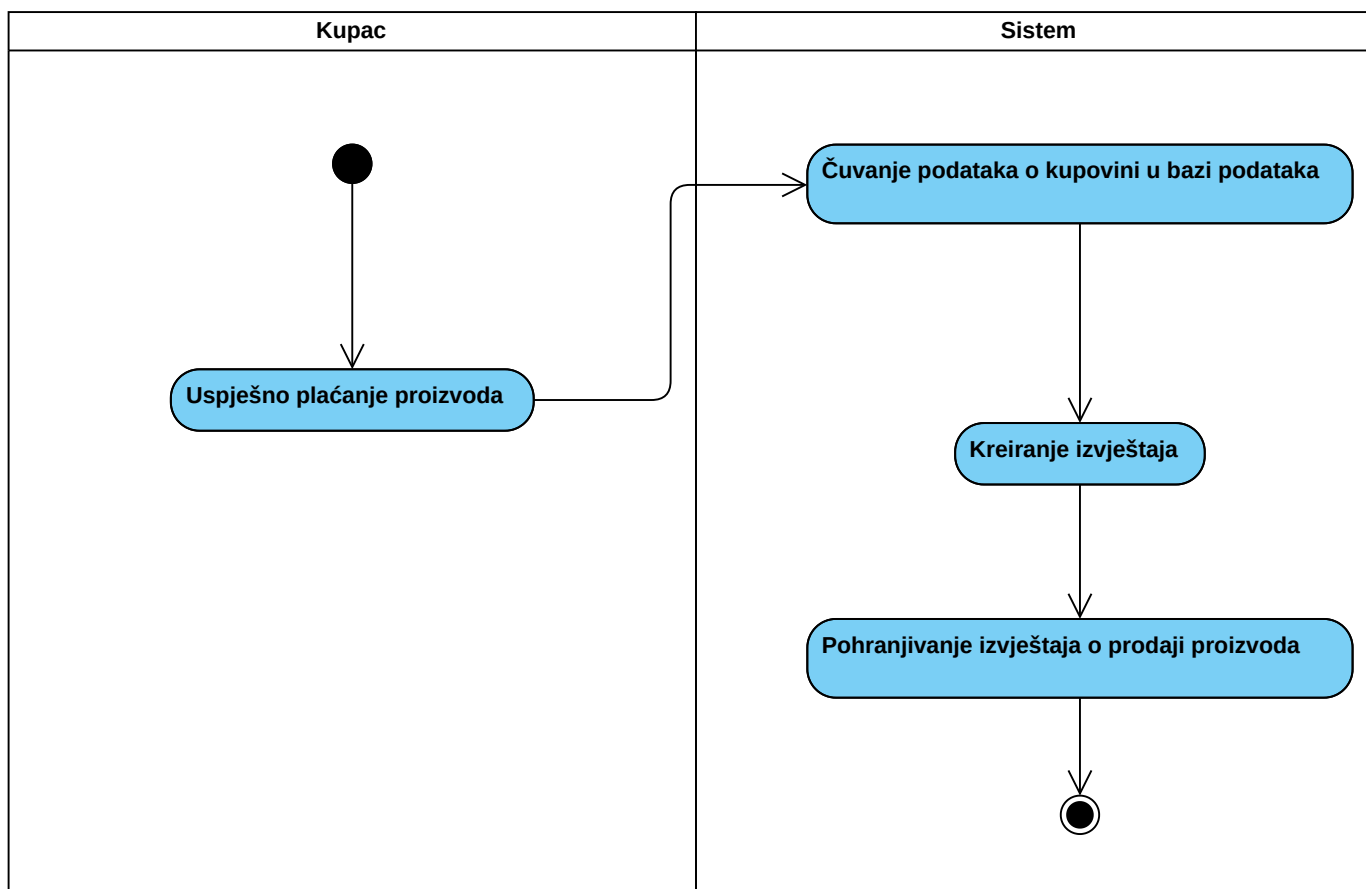 Kupac
Sistem
Čuvanje podataka o kupovini u bazi podataka
Uspješno plaćanje proizvoda
Kreiranje izvještaja
Pohranjivanje izvještaja o prodaji proizvoda